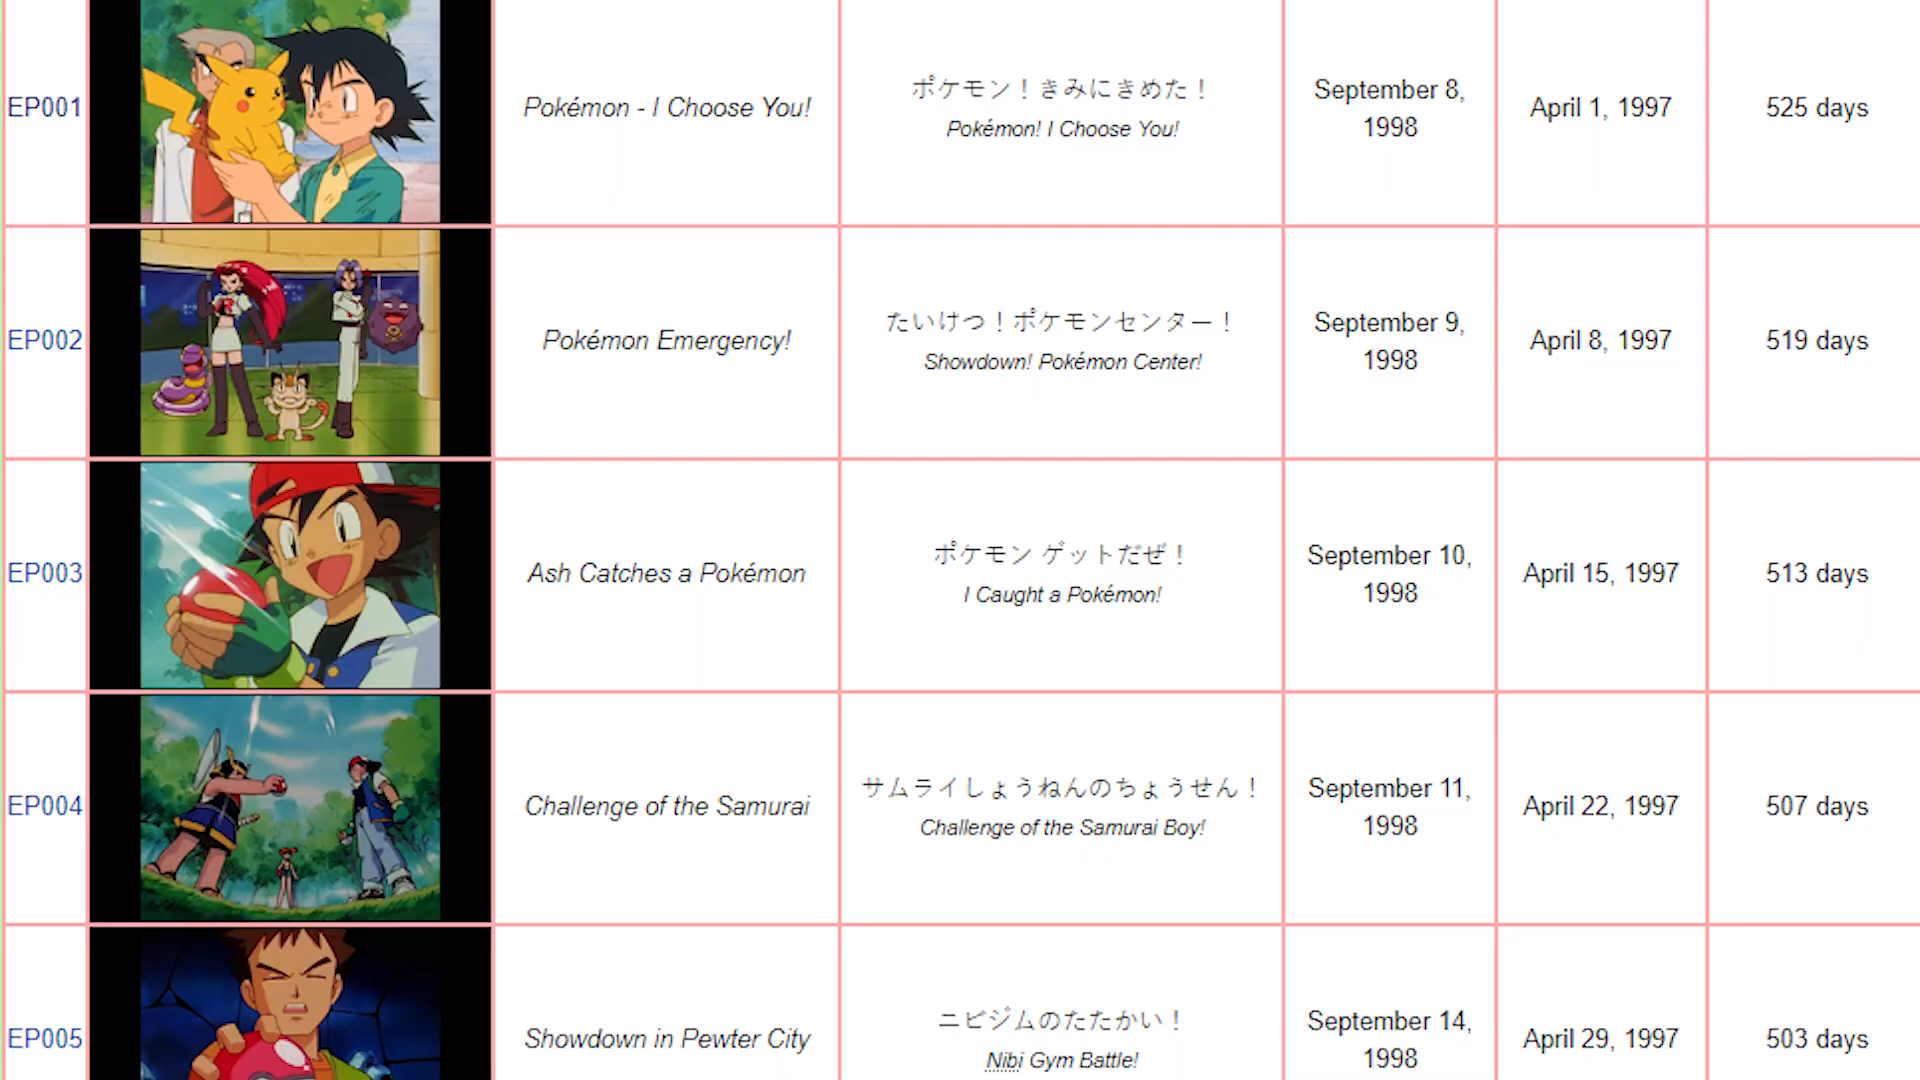 EP001
Pokémon - I Choose You!
ポケモン！きみにきめた！
Pokémon! I Choose You!
September 8,
1998
April 1, 1997
525 days
EP002
Pokémon Emergency!
たいけつ！ポケモンセンター！
Showdown! Pokémon Center!
September 9,
1998
April 8, 1997
519 days
EP003
Ash Catches a Pokémon
ポケモン ゲットだぜ！
I Caught a Pokémon!
September 10,
1998
April 15, 1997
513 days
EP004
Challenge of the Samurai
サムライしょうねんのちょうせん！
Challenge of the Samurai Boy!
September 11,
1998
April 22, 1997
507 days
EP005
Showdown in Pewter City
ニビジムのたたかい！
Nibi Gym Battle!
September 14,
1998
April 29, 1997
503 days